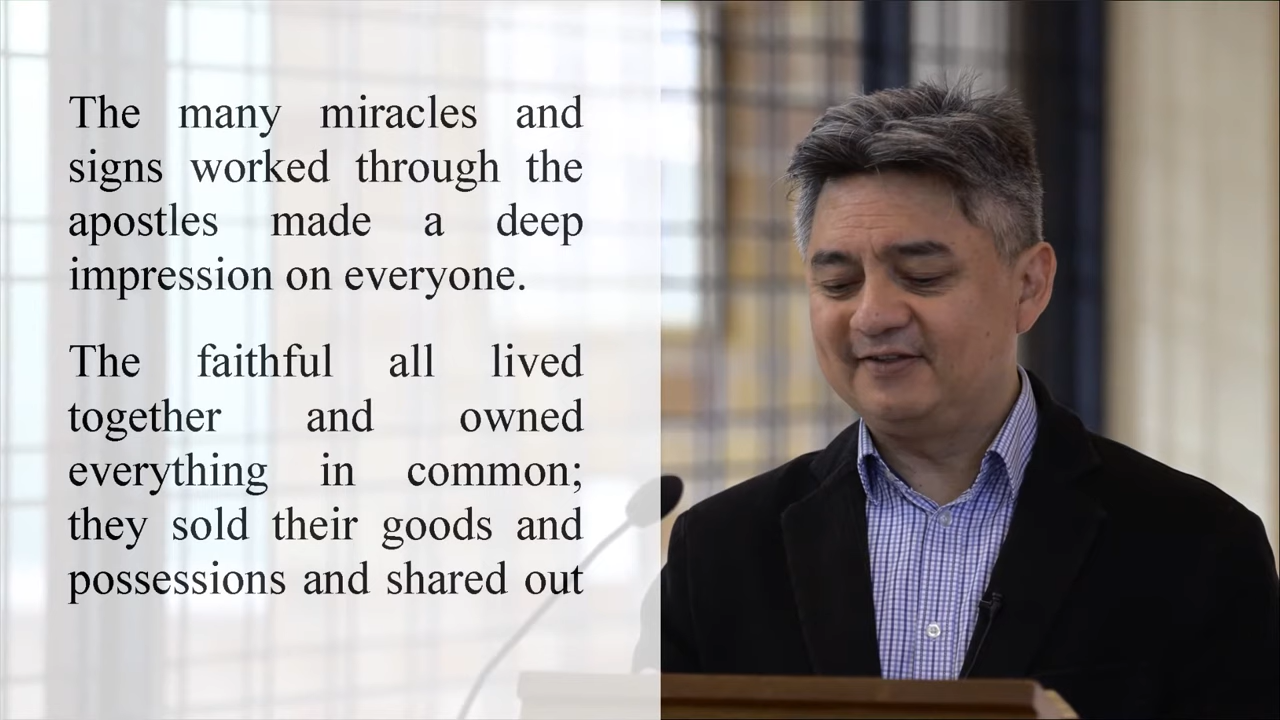 The many miracles and
signs worked through the
apostles made a deep
impression on everyone.
The faithful all lived
together and owned
everything in common;
they sold their goods and
possessions and shared out